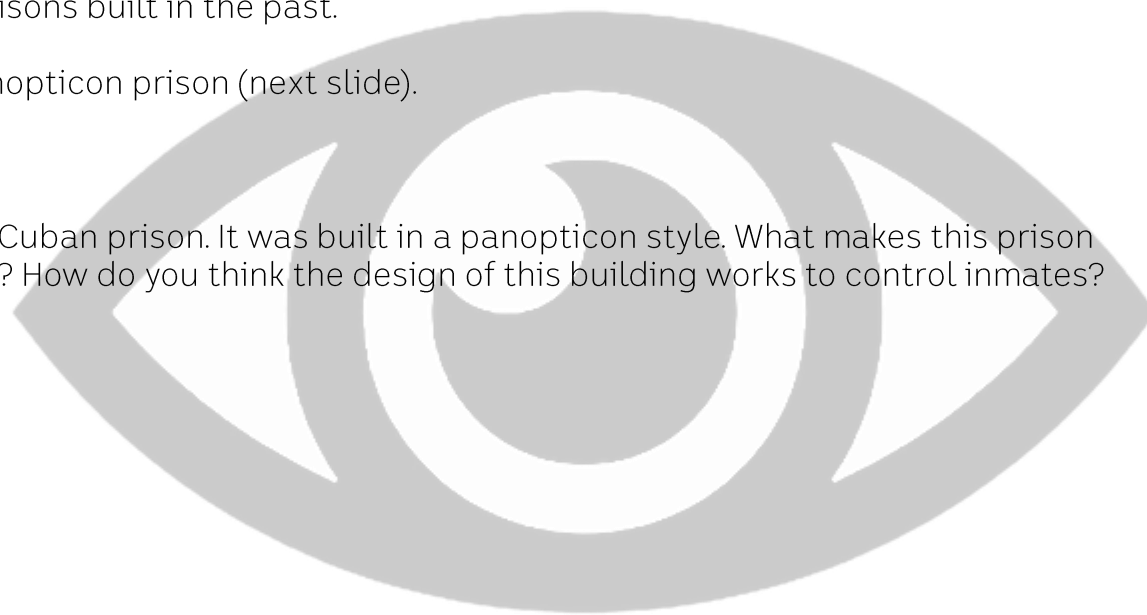 isons built in the past.
nopticon prison (next slide).
Cuban prison. It was built in a panopticon style. What makes this prison
? How do you think the design of this building works to control inmates?